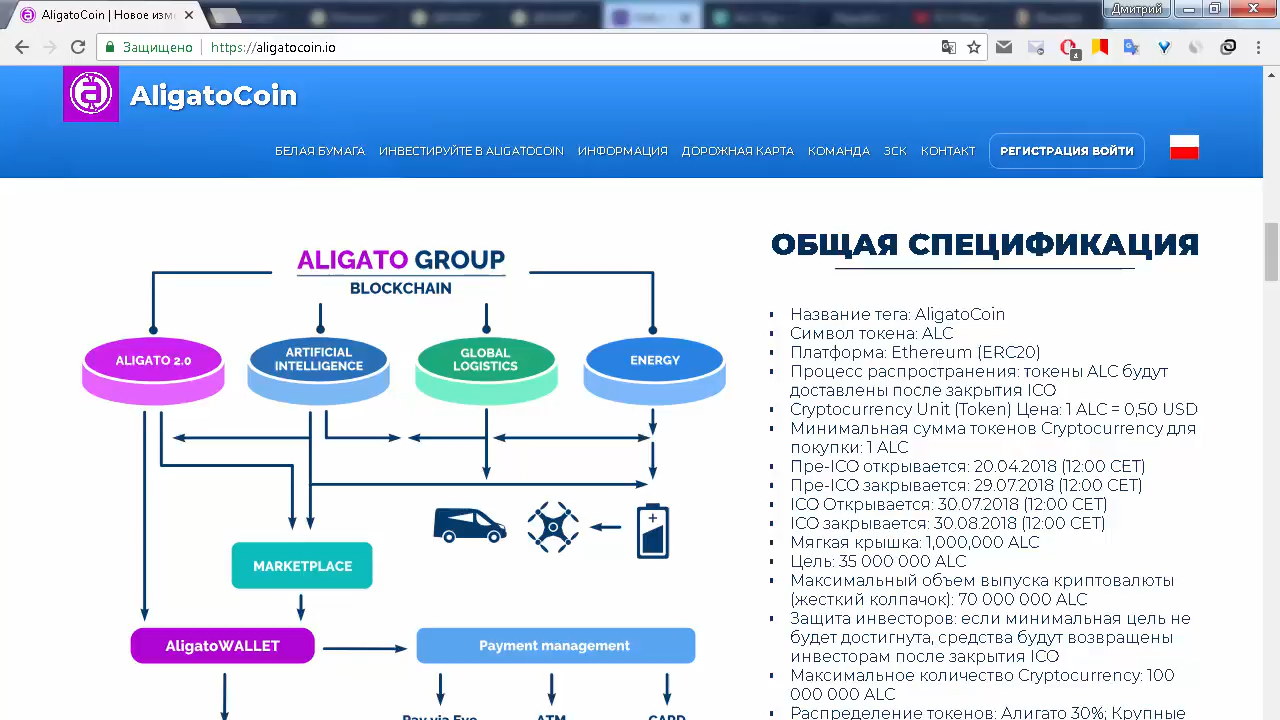 AligatoCoin | Новое изме
Дмитрий
Защищено
https://aligatocoin.io
4
AligatoCoin
БЕЛАЯ БУМАГА ИНВЕСТИРУЙТЕ В ALIGATOCOIN ИНФОРМАЦИЯ ДОРОЖНАЯ КАРТА КОМАНДА ЗСК КОНТАКТ РЕГИСТРАЦИЯ ВОЙТИ
ALIGATO GROUP
BLOCKCHAIN
ALIGATO 2.0
ARTIFICIAL
INTELLIGENCE
GLOBAL
LOGISTICS
ENERGY
MARKETPLACE
AligatoWALLET
Payment management
Pay via Eye
ATM
CARD
ОБЩАЯ СПЕЦИФИКАЦИЯ
Название тега: AligatoCoin
Символ токена: ALC
Платформа: Ethereum (ERC20)
Процесс распространения: токены ALC будут
доставлены после закрытия ICO
Cryptocurrency Unit (Token) Цена: 1 ALC = 0,50 USD
Минимальная сумма токенов Cryptocurrency для
покупки: 1 ALC
Пре-ICO открывается: 20.04.2018 (12:00 CET)
Пре-ICO закрывается: 29.07.2018 (12:00 CET)
ICO Открывается: 30.07.2018 (12:00 CET)
ICO закрывается: 30.08.2018 (12:00 CET)
Мягкая крышка: 1,000,000 ALC
Цель: 35 000 000 ALC
Максимальный объем выпуска криптовалюты
(жесткий колпачок): 70 000 000 ALC
Защита инвесторов: если минимальная цель не
будет достигнута, средства будут возвращены
инвесторам после закрытия ICO
Максимальное количество Cryptocurrency: 100
000 000 ALC
Распределение токенов: Алигато 30%; Крупные